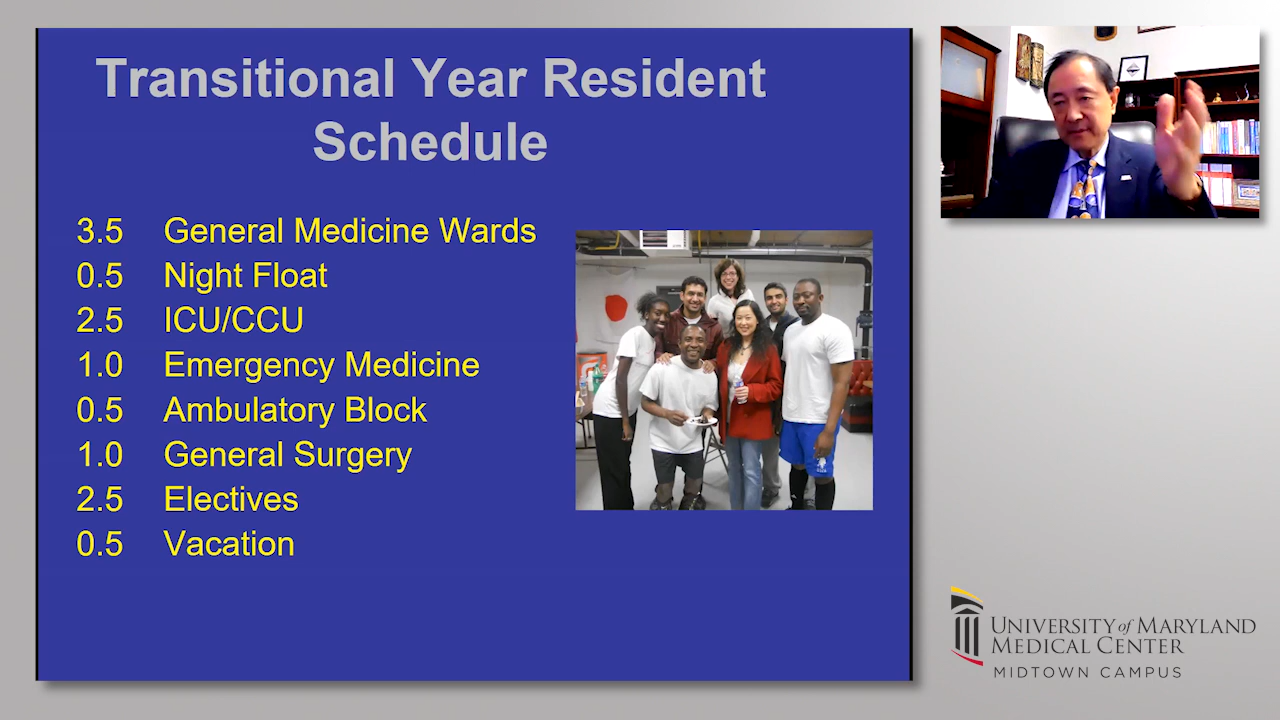 Transitional Year Resident
Schedule
3.5 General Medicine Wards
0.5 Night Float
2.5 ICU/CCU
1.0 Emergency Medicine
0.5 Ambulatory Block
1.0 General Surgery
2.5 Electives
0.5 Vacation
UNIVERSITY of MARYLAND
MEDICAL CENTER
MIDTOWN CAMPUS